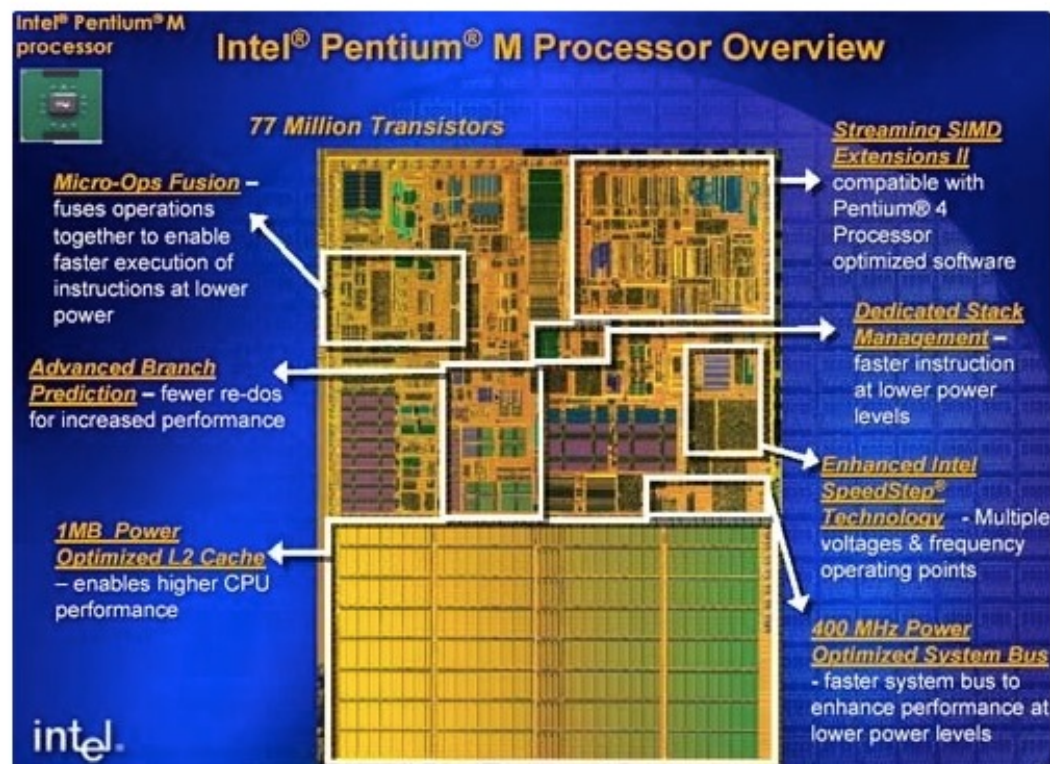 Intel® Pentium® M
processor
Intel® Pentium® M Processor Overview
77 Million Transistors
Micro-Ops Fusion –
fuses operations
together to enable
faster execution of
instructions at lower
power
Advanced Branch
Prediction – fewer re-dos
for increased performance
1MB Power
Optimized L2 Cache
– enables higher CPU
performance
Streaming SIMD
Extensions II
compatible with
Pentium® 4
Processor
optimized software
Dedicated Stack
Management –
faster instruction
at lower power
levels
Enhanced Intel
SpeedStep®
Technology - Multiple
voltages & frequency
operating points
400 MHz Power
Optimized System Bus
- faster system bus to
enhance performance at
lower power levels
intel®